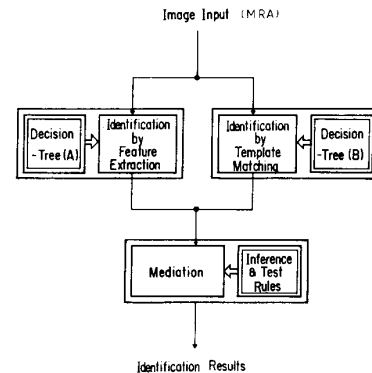 Image Input (MRA)
Decision
-Tree(A)
Identification
by
Feature
Extraction
Identification
by
Template
Matching
Decision
-Tree(B)
Mediation
Inference
& Test
Rules
Identification Results